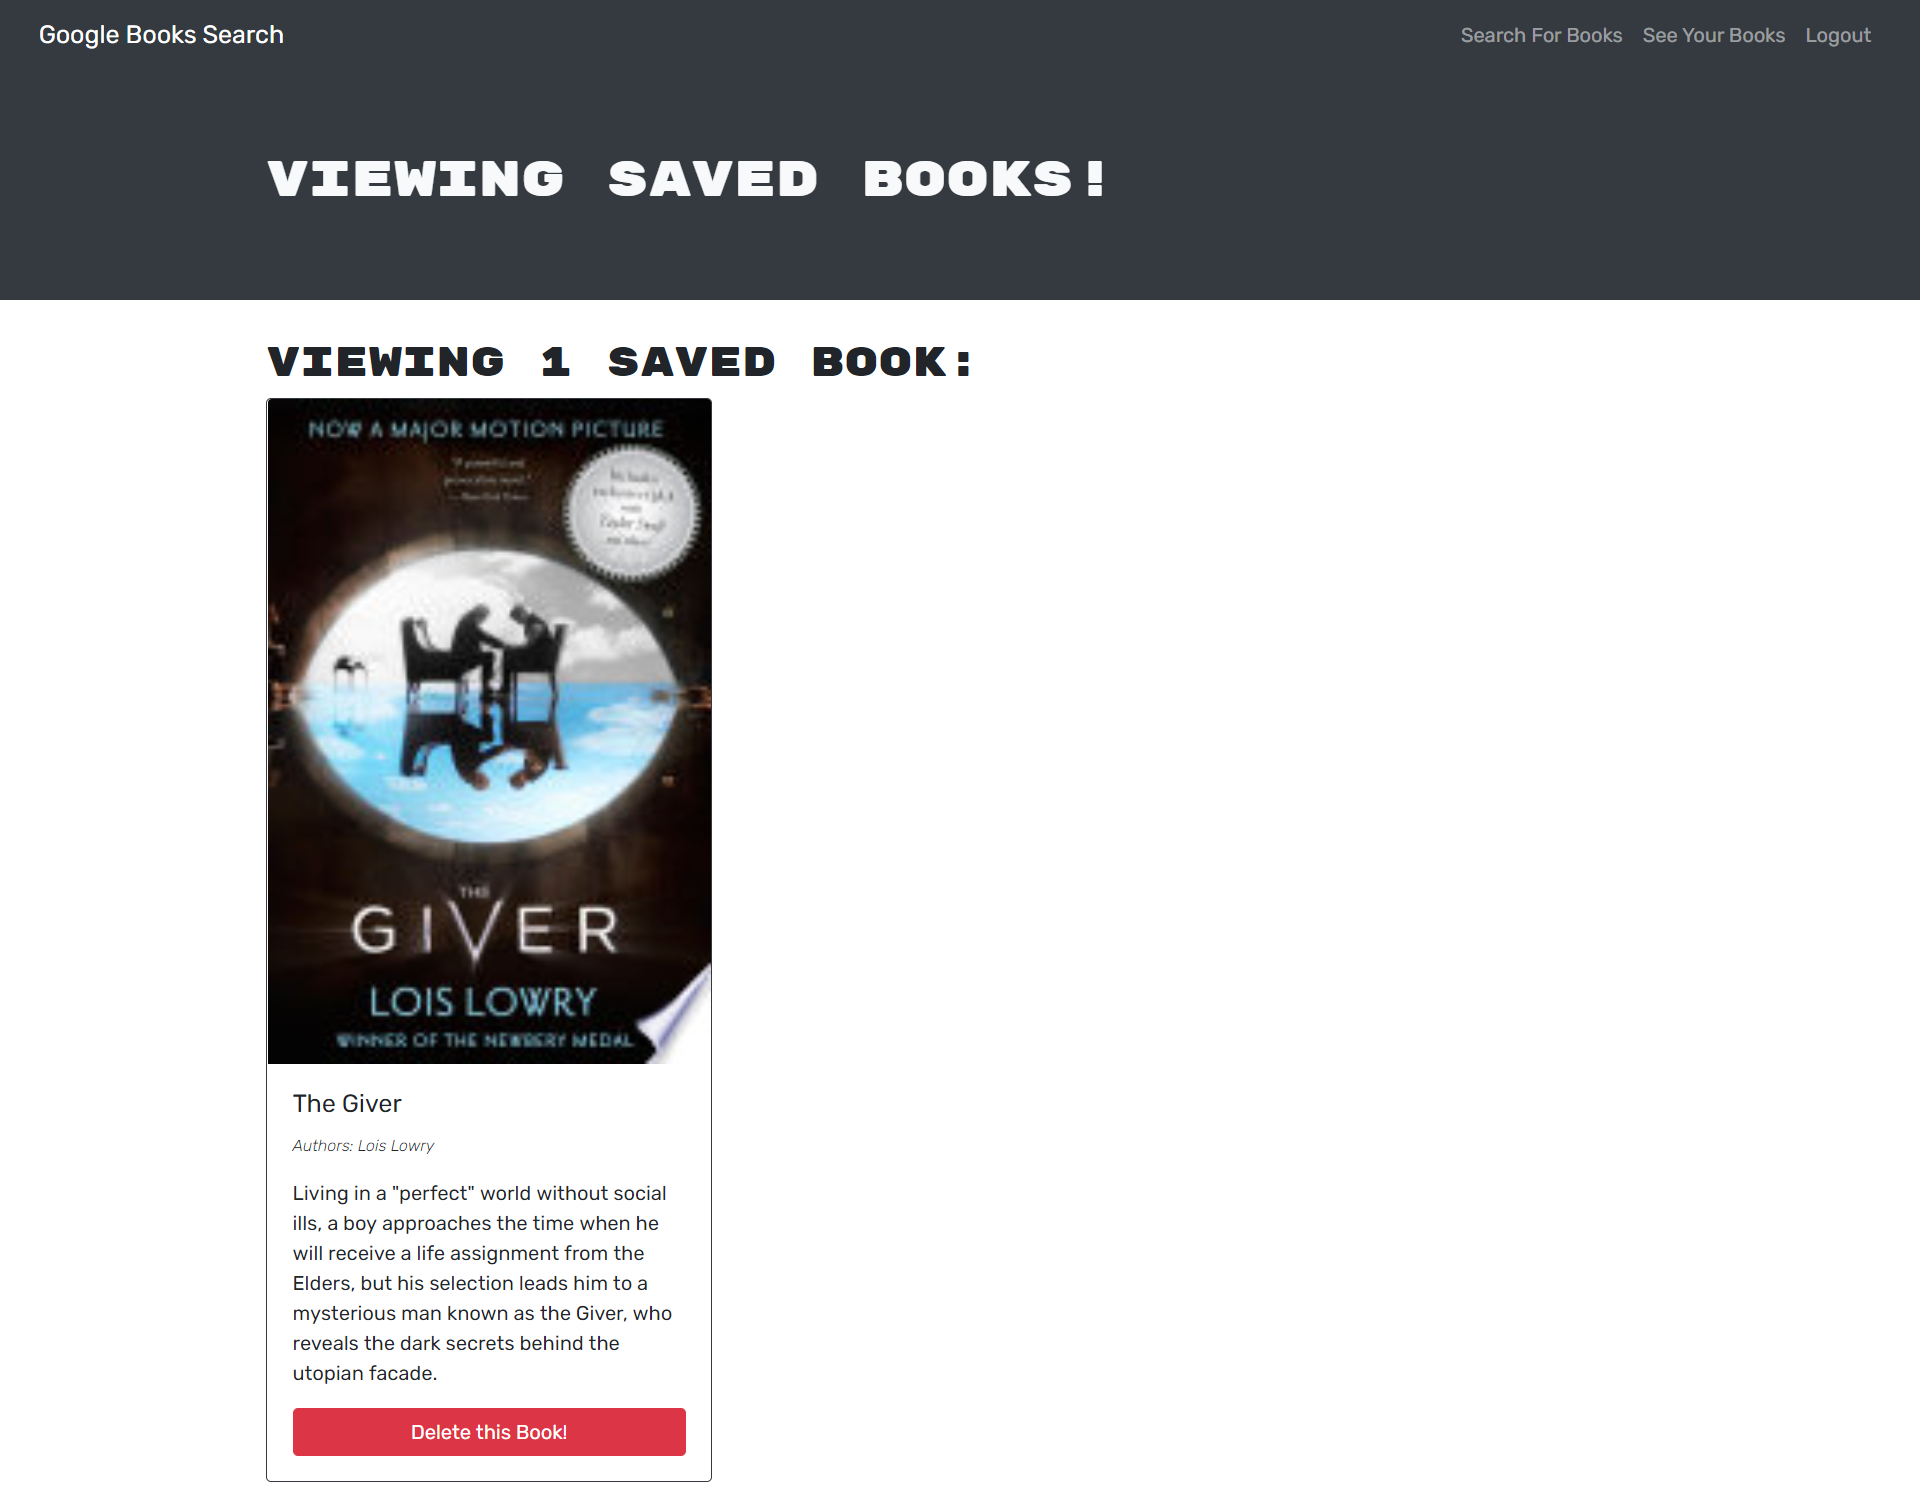 Google Books Search
Search For Books
See Your Books
Logout
VIEWING SAVED BOOKS!
VIEWING 1 SAVED BOOK:
NOW A MAJOR MOTION PICTURE
THE
GIVER
LOIS LOWRY
WINNER OF THE NEWBERY MEDAL
The Giver
Authors: Lois Lowry
Living in a "perfect" world without social
ills, a boy approaches the time when he
will receive a life assignment from the
Elders, but his selection leads him to a
mysterious man known as the Giver, who
reveals the dark secrets behind the
utopian facade.
Delete this Book!